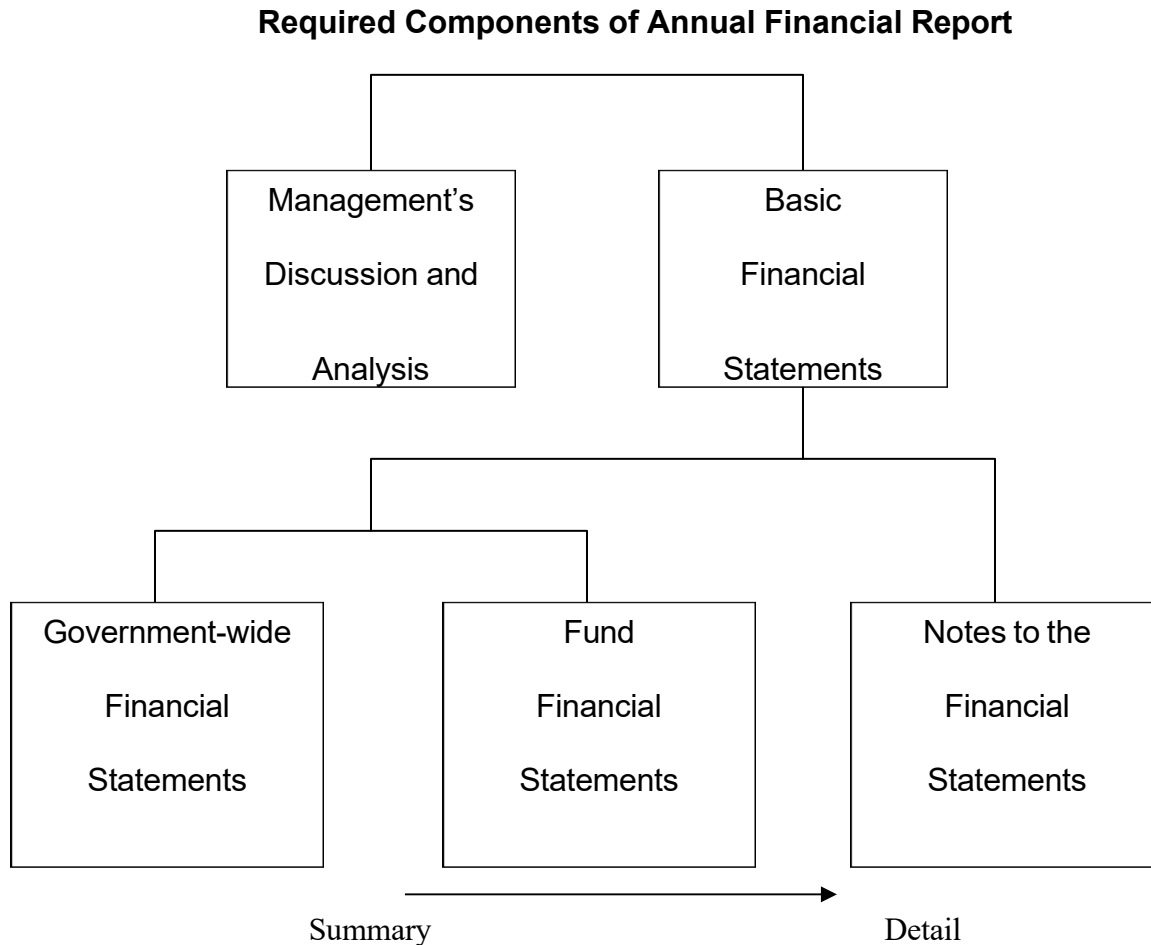 Required Components of Annual Financial Report
Management’s
Discussion and
Analysis
Basic
Financial
Statements
Government-wide
Financial
Statements
Fund
Financial
Statements
Notes to the
Financial
Statements
Summary
Detail